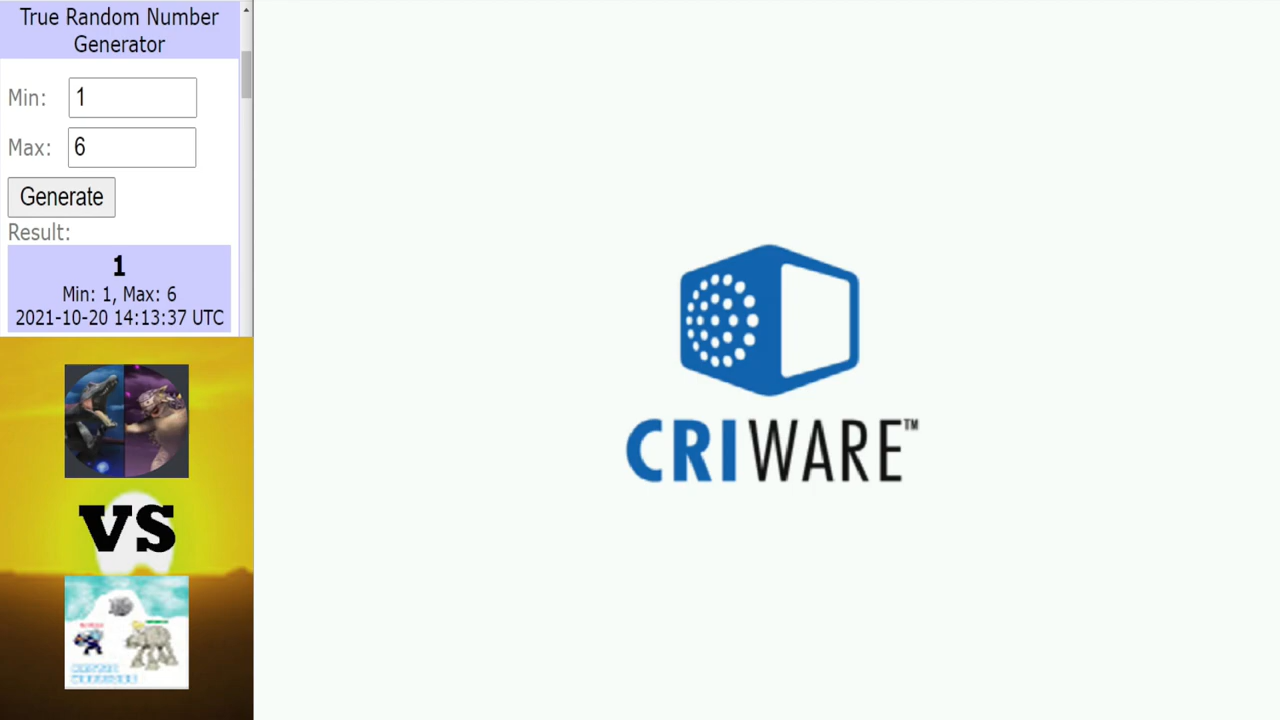 True Random Number
Generator
Min: 1
Max: 6
Generate
Result:
1
Min: 1, Max: 6
2021-10-20 14:13:37 UTC
VS
CRIWARE™